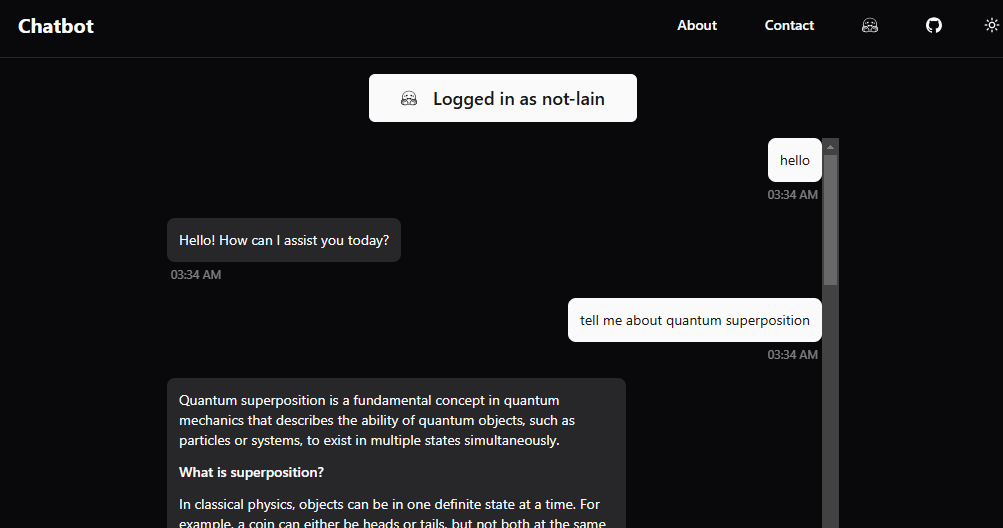 Chatbot
About
Contact
Logged in as not-lain
hello
03:34 AM
Hello! How can I assist you today?
03:34 AM
tell me about quantum superposition
03:34 AM
Quantum superposition is a fundamental concept in quantum
mechanics that describes the ability of quantum objects, such as
particles or systems, to exist in multiple states simultaneously.
What is superposition?
In classical physics, objects can be in one definite state at a time. For
example, a coin can either be heads or tails, but not both at the same